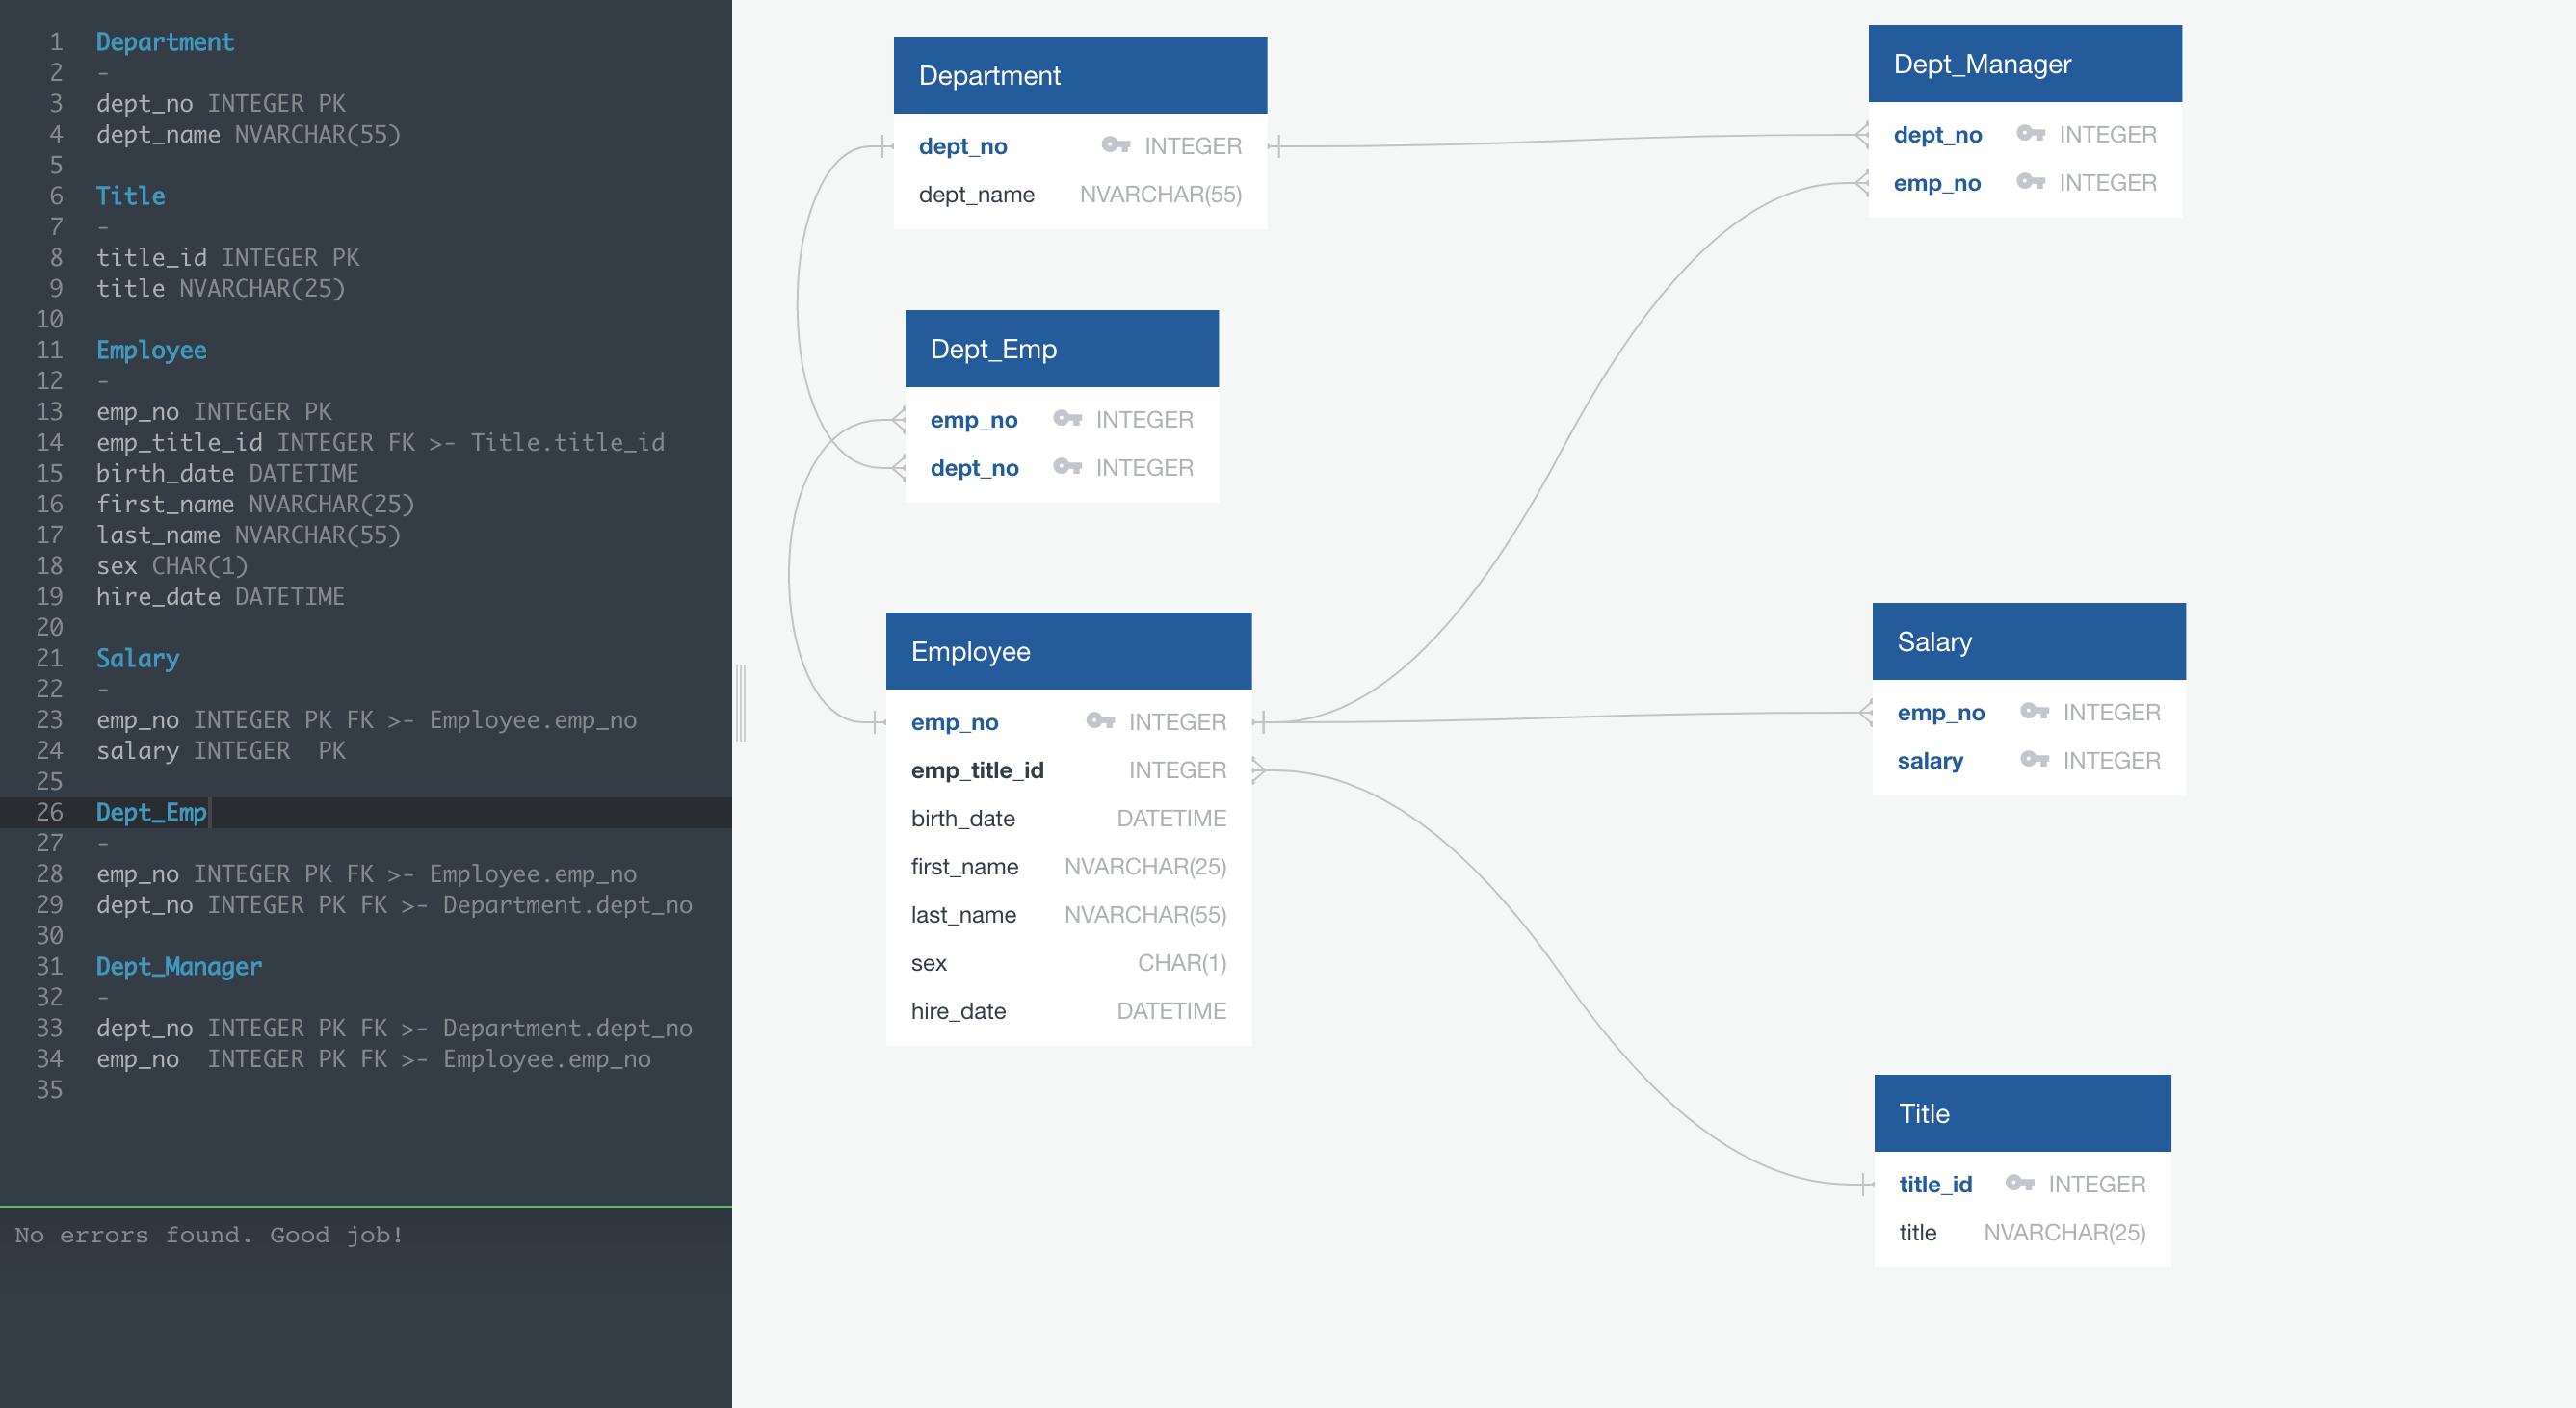 1 Department
2 -
3 dept_no INTEGER PK
4 dept_name NVARCHAR(55)
5
6 Title
7 -
8 title_id INTEGER PK
9 title NVARCHAR(25)
10
11 Employee
12 -
13 emp_no INTEGER PK
14 emp_title_id INTEGER FK >- Title.title_id
15 birth_date DATETIME
16 first_name NVARCHAR(25)
17 last_name NVARCHAR(55)
18 sex CHAR(1)
19 hire_date DATETIME
20
21 Salary
22 -
23 emp_no INTEGER PK FK >- Employee.emp_no
24 salary INTEGER  PK
25
26 Dept_Emp
27 -
28 emp_no INTEGER PK FK >- Employee.emp_no
29 dept_no INTEGER PK FK >- Department.dept_no
30
31 Dept_Manager
32 -
33 dept_no INTEGER PK FK >- Department.dept_no
34 emp_no  INTEGER PK FK >- Employee.emp_no
35
No errors found. Good job!
Department
dept_no INTEGER
dept_name NVARCHAR(55)
Dept_Manager
dept_no INTEGER
emp_no INTEGER
Dept_Emp
emp_no INTEGER
dept_no INTEGER
Employee
emp_no INTEGER
emp_title_id INTEGER
birth_date DATETIME
first_name NVARCHAR(25)
last_name NVARCHAR(55)
sex CHAR(1)
hire_date DATETIME
Salary
emp_no INTEGER
salary INTEGER
Title
title_id INTEGER
title NVARCHAR(25)